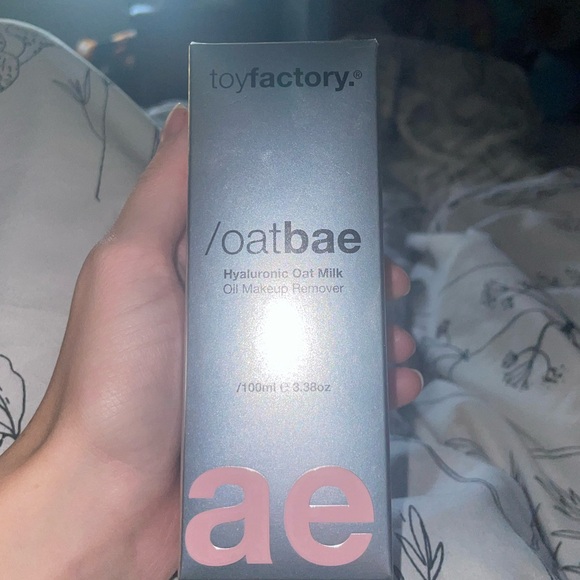 toyfactory.®
/oatbae
Hyaluronic Oat Milk
Oil Makeup Remover
/100ml ℮ 3.38oz
ae